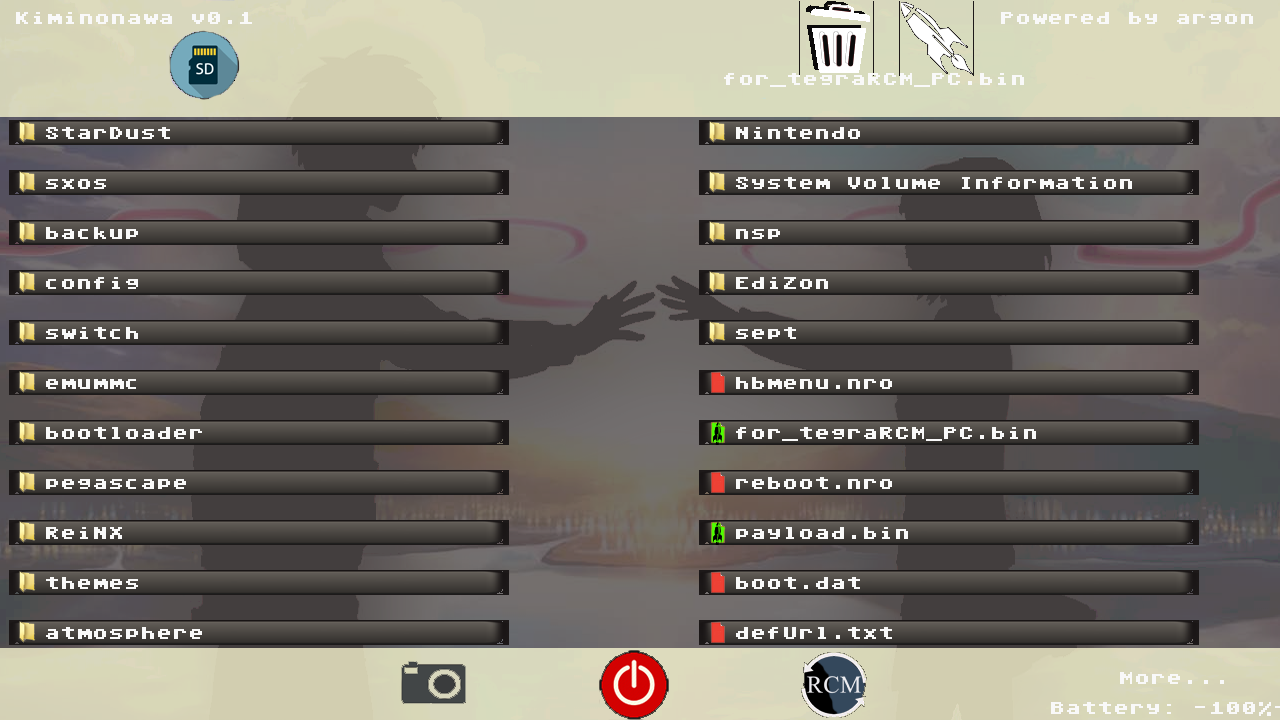 Kiminonawa v0.1
Powered by argon
SD
for_tegraRCM_PC.bin
StarDust
Nintendo
sxos
System Volume Information
backup
nsp
config
EdiZon
switch
sept
emummc
hbmenu.nro
bootloader
for_tegraRCM_PC.bin
pegascape
reboot.nro
ReiNX
payload.bin
themes
boot.dat
atmosphere
defUrl.txt
RCM
More...
Battery: -100%-